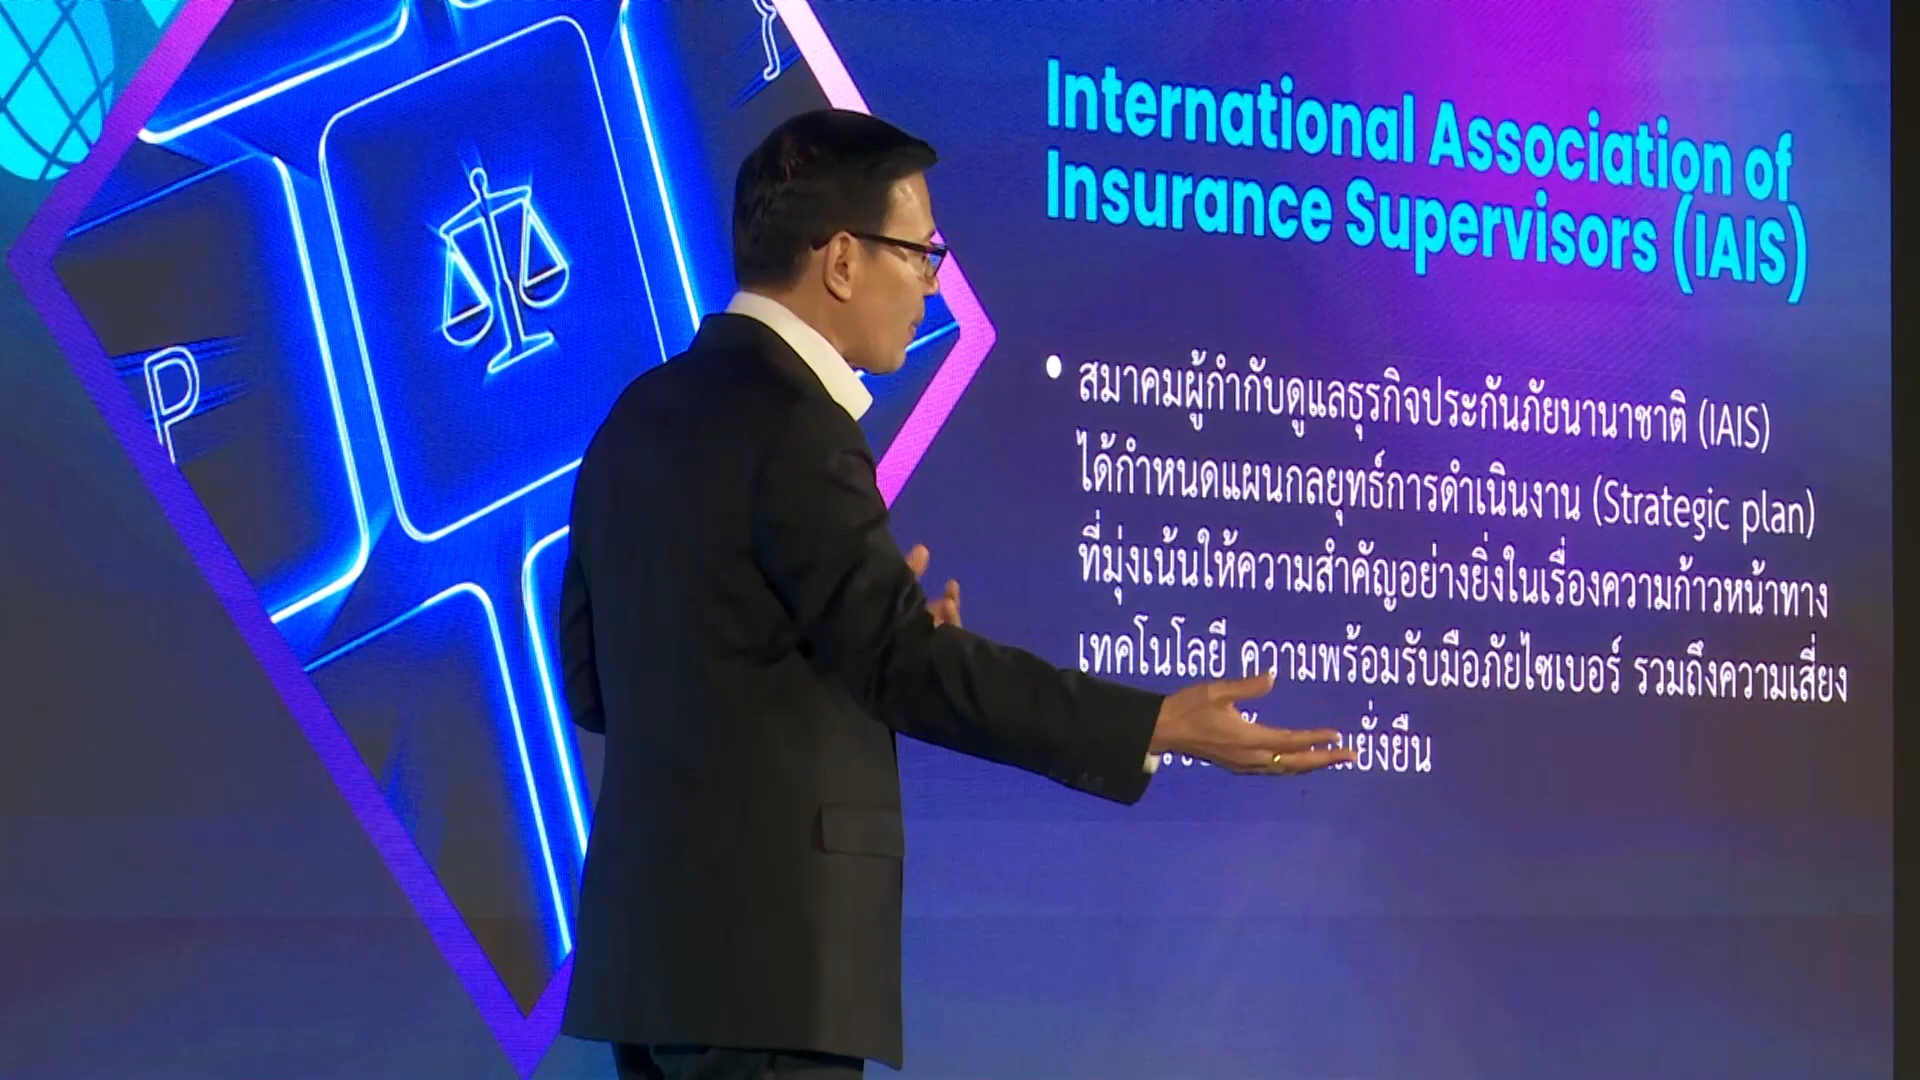 International Association of
Insurance Supervisors (IAIS)
• สมาคมผู้กำกับดูแลธุรกิจประกันภัยนานาชาติ (IAIS)
ได้กำหนดแผนกลยุทธ์การดำเนินงาน (Strategic plan)
ที่มุ่งเน้นให้ความสำคัญอย่างยิ่งในเรื่องความก้าวหน้าทาง
เทคโนโลยี ความพร้อมรับมือภัยไซเบอร์ รวมถึงความเสี่ยง
ยั่งยืน
P